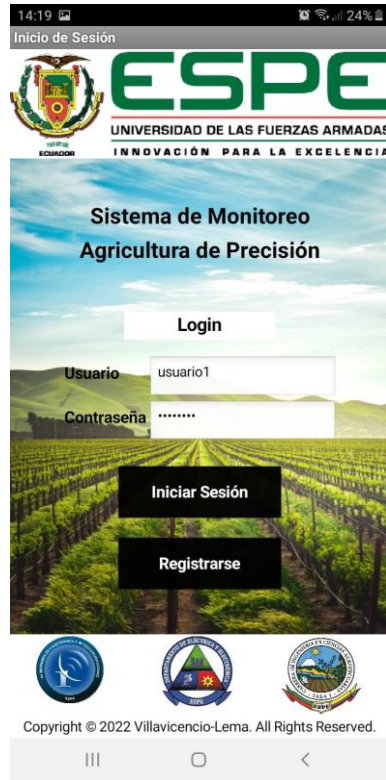 14:19
24%
Inicio de Sesión
ESPE
UNIVERSIDAD DE LAS FUERZAS ARMADAS
INNOVACIÓN PARA LA EXCELENCIA
ECUADOR
Sistema de Monitoreo
Agricultura de Precisión
Login
Usuario usuario1
Contraseña ········
Iniciar Sesión
Registrarse
ESPE
ESPE
Copyright © 2022 Villavicencio-Lema. All Rights Reserved.